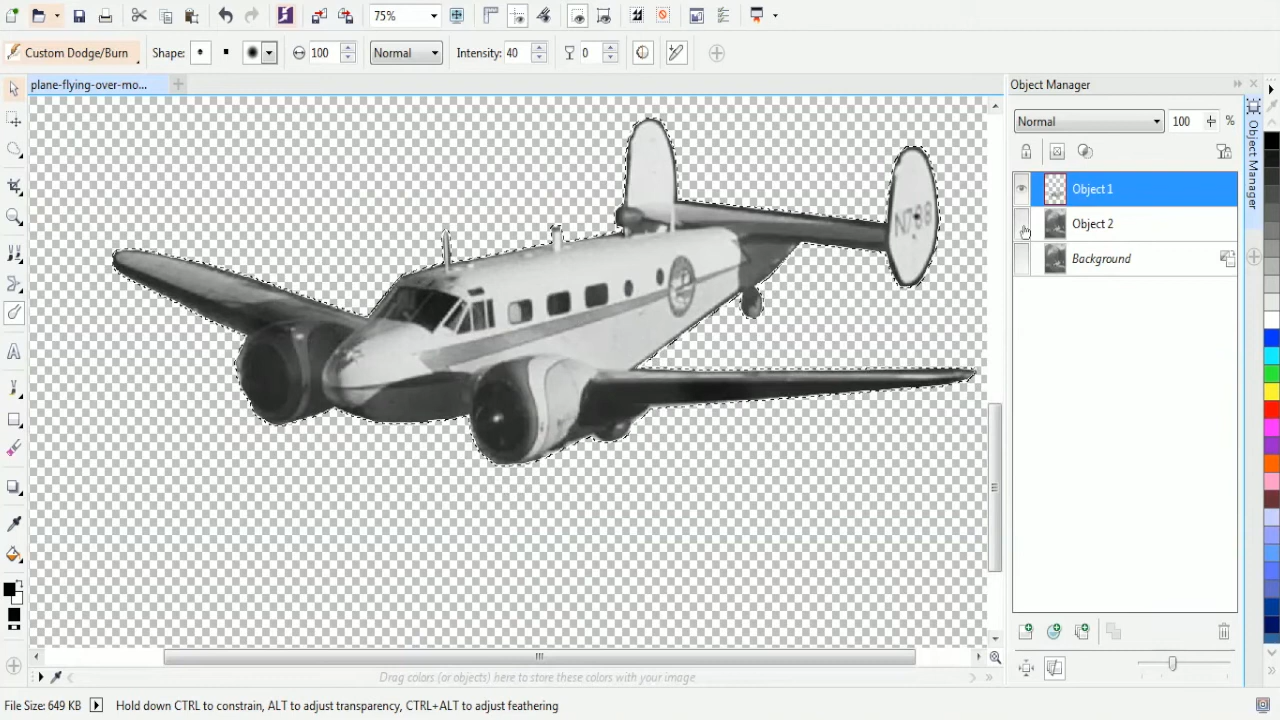 75%
Custom Dodge/Burn
Shape:
100
Normal
Intensity: 40
0
plane-flying-over-mo...
Object Manager
Normal
100
%
Object 1
Object 2
Background
Object Manager
Drag colors (or objects) here to store these colors with your image
File Size: 649 KB
Hold down CTRL to constrain, ALT to adjust transparency, CTRL+ALT to adjust feathering